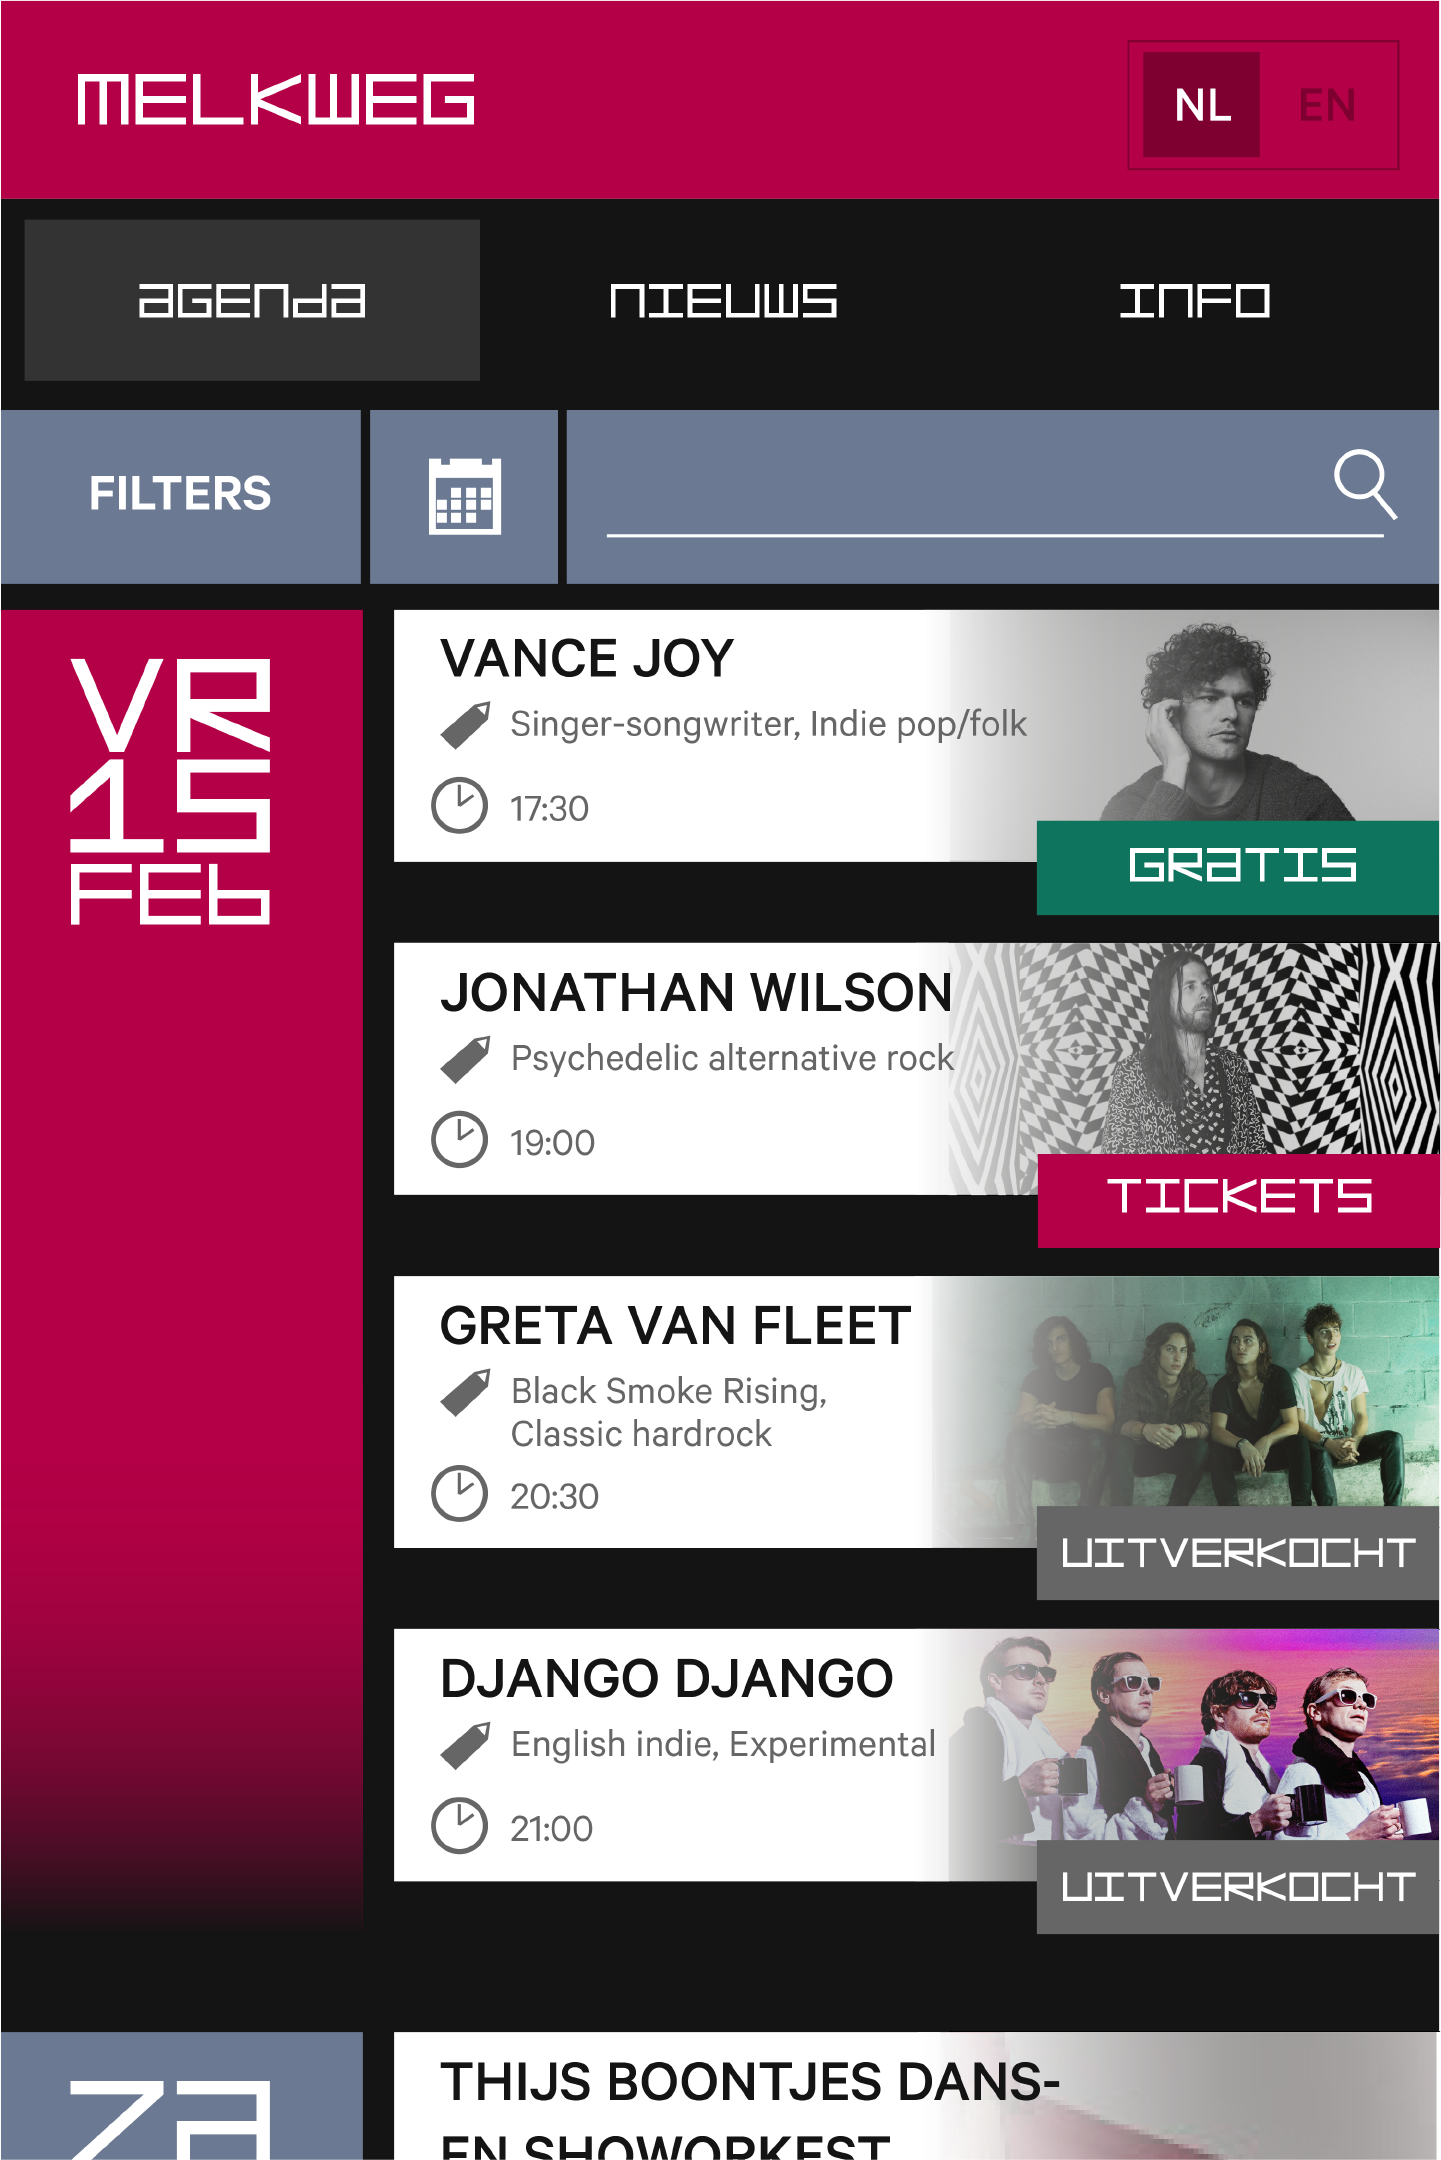 MELKWEG
NL EN
agenda NIEUWS INFO
FILTERS
VR
15
FEb
VANCE JOY
Singer-songwriter, Indie pop/folk
17:30
GRaTIS
JONATHAN WILSON
Psychedelic alternative rock
19:00
TICKETS
GRETA VAN FLEET
Black Smoke Rising,
Classic hardrock
20:30
UITVERKOCHT
DJANGO DJANGO
English indie, Experimental
21:00
UITVERKOCHT
Za
THIJS BOONTJES DANS-
EN SHOWORKEST